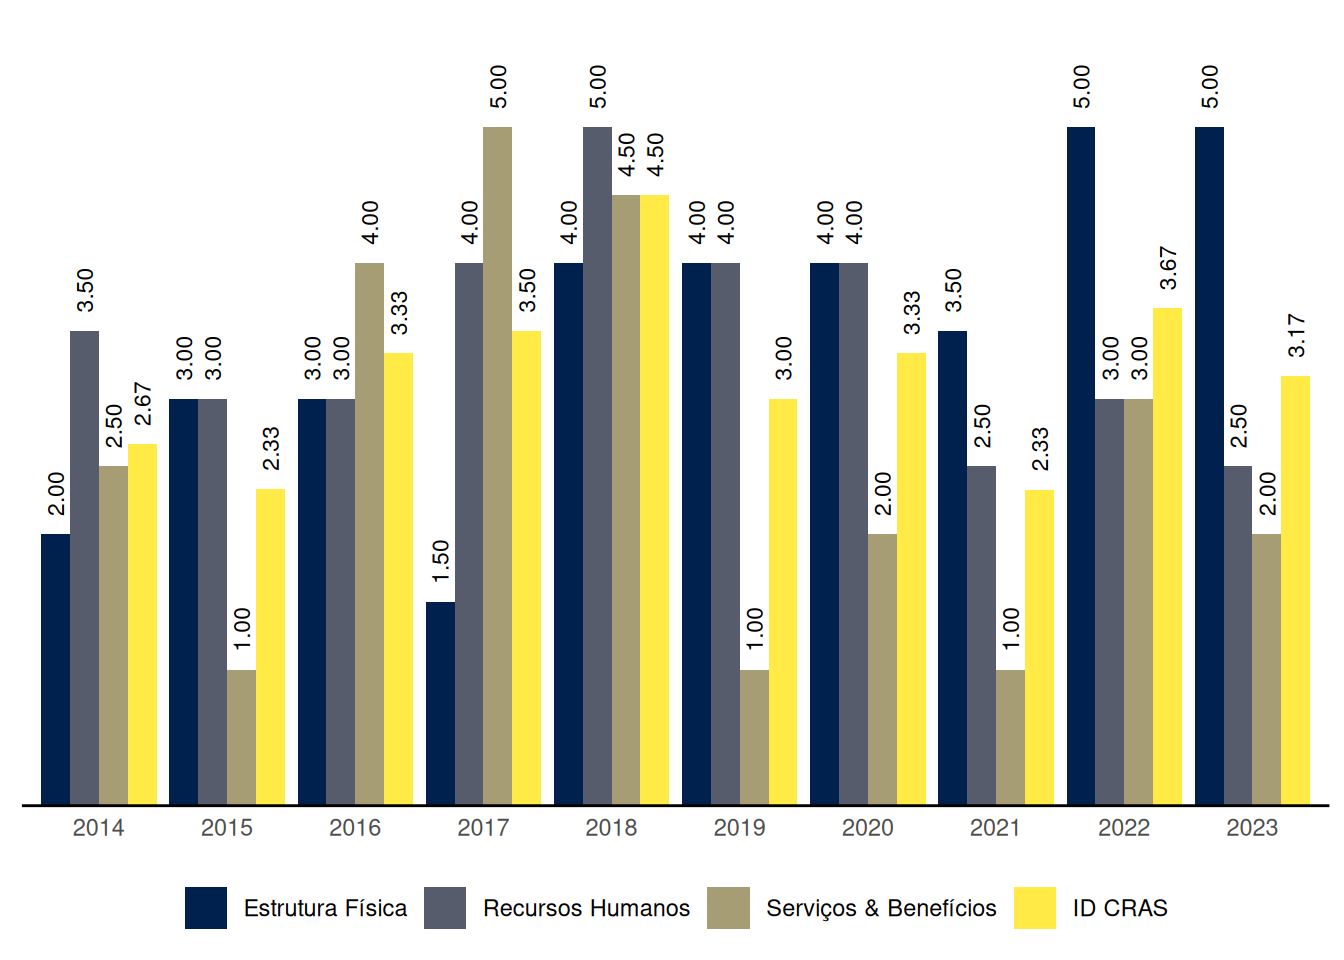 5.00 5.00 5.00 5.00
4.50 4.50
4.00 4.00 4.00 4.00 4.00 4.00 4.00
3.67
3.50 3.33 3.50 3.33 3.50 3.17
3.00 3.00 3.00 3.00 3.00 3.00 3.00
2.50 2.67 2.33 2.50 2.33 2.50
2.00 2.00 2.00
1.50
1.00 1.00 1.00
2014 2015 2016 2017 2018 2019 2020 2021 2022 2023
Estrutura Física Recursos Humanos Serviços & Benefícios ID CRAS